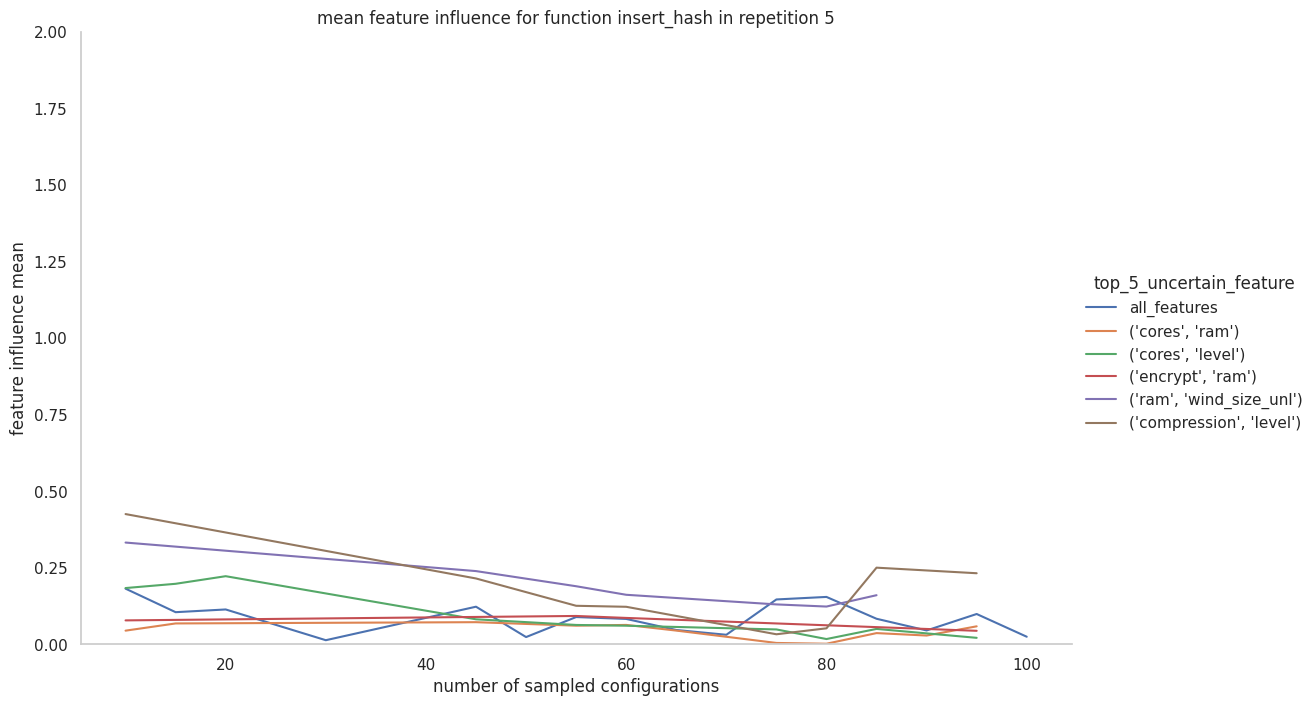 mean feature influence for function insert_hash in repetition 5
2.00
1.75
1.50
1.25
1.00
0.75
0.50
0.25
0.00
feature influence mean
20 40 60 80 100
number of sampled configurations
top_5_uncertain_feature
all_features
('cores', 'ram')
('cores', 'level')
('encrypt', 'ram')
('ram', 'wind_size_unl')
('compression', 'level')